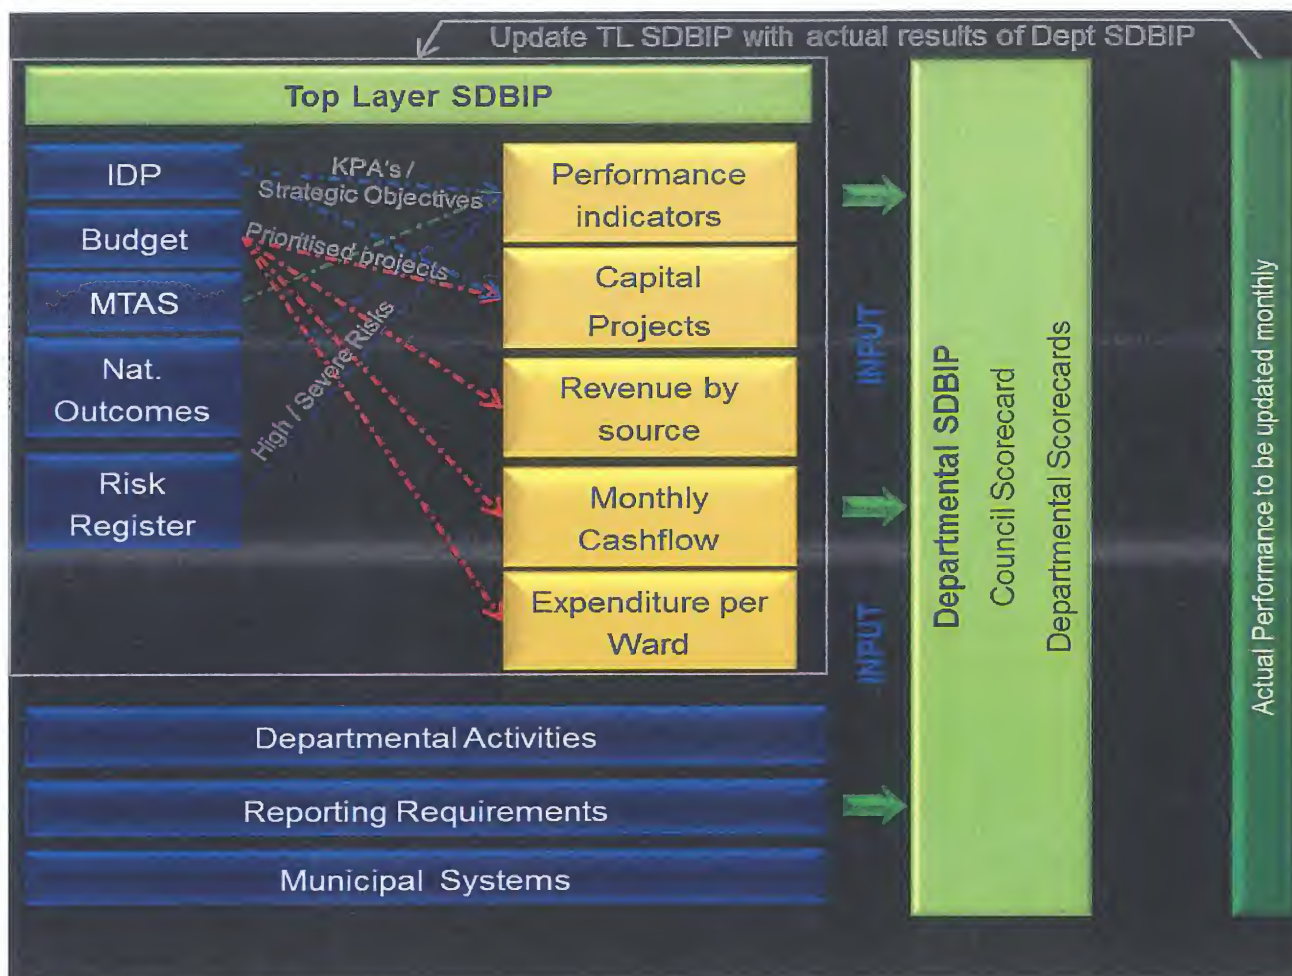 Update TL SDBIP with actual results of Dept SDBIP
Top Layer SDBIP
IDP
Budget
MTAS
Nat.
Outcomes
Risk
Register
KPA's /
Strategic Objectives
Prioritised projects
High / Severe Risks
Performance
indicators
Capital
Projects
Revenue by
source
Monthly
Cashflow
Expenditure per
Ward
Departmental Activities
Reporting Requirements
Municipal Systems
INPUT
INPUT
Departmental SDBIP
Council Scorecard
Departmental Scorecards
Actual Performance to be updated monthly